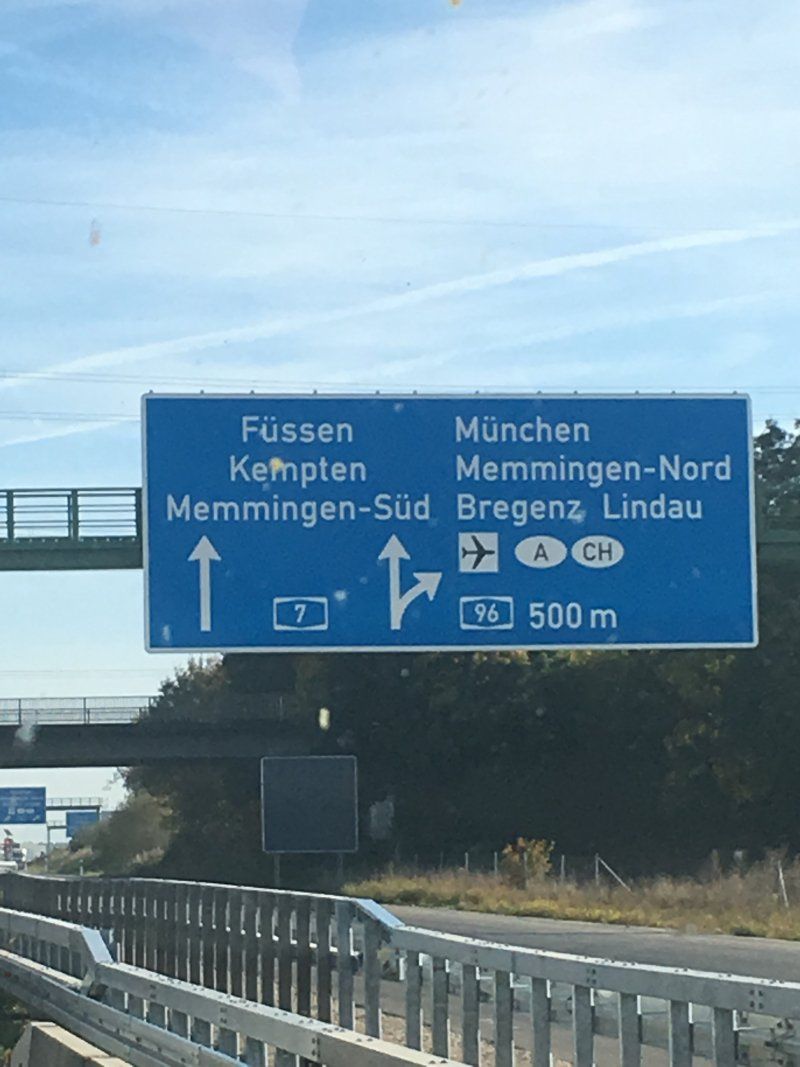 Füssen
Kempten
Memmingen-Süd
7
München
Memmingen-Nord
Bregenz Lindau
A CH
96 500 m